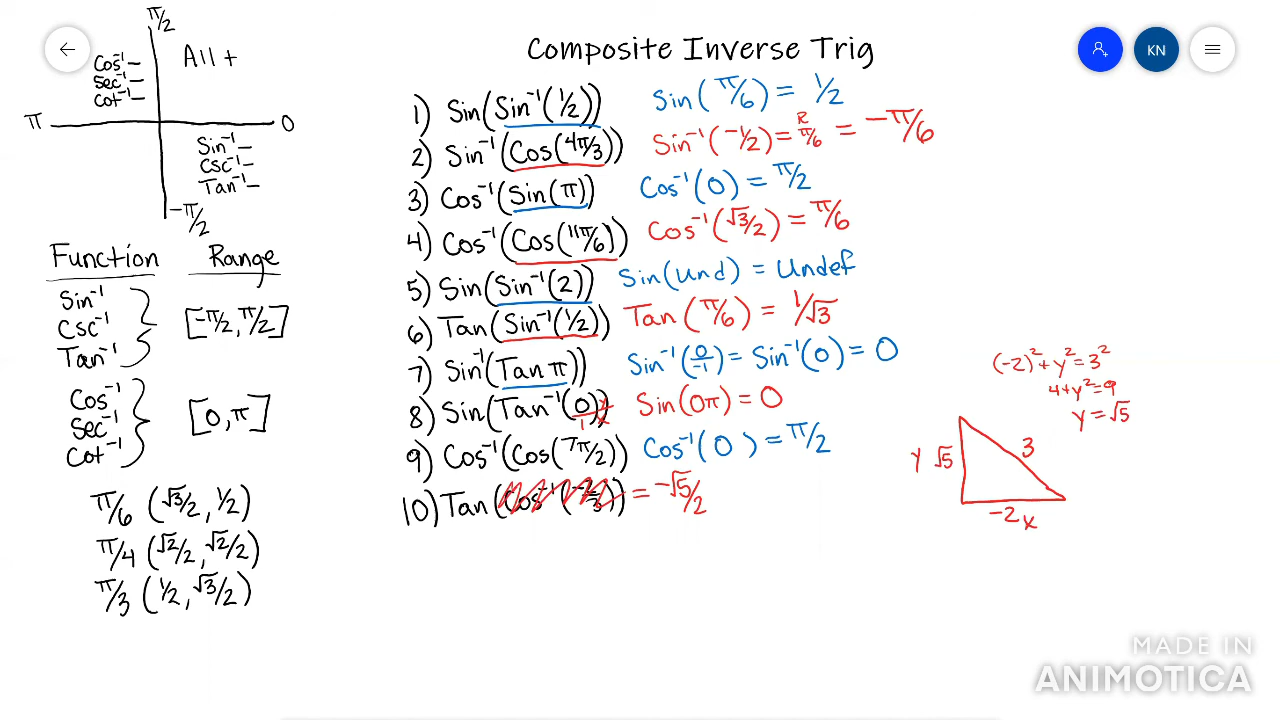 Composite Inverse Trig
KN
π/2
Cos⁻¹ –
Sec⁻¹ –
Cot⁻¹ –
All +
π
0
Sin⁻¹ –
Csc⁻¹ –
Tan⁻¹ –
-π/2
Function Range
Sin⁻¹
Csc⁻¹
Tan⁻¹
[-π/2, π/2]
Cos⁻¹
Sec⁻¹
Cot⁻¹
[0, π]
π/6 (√3/2, 1/2)
π/4 (√2/2, √2/2)
π/3 (1/2, √3/2)
1) Sin(Sin⁻¹(1/2)) Sin(π/6) = 1/2
2) Sin⁻¹(Cos(4π/3)) Sin⁻¹(-1/2) = R π/6 = -π/6
3) Cos⁻¹(Sin(π)) Cos⁻¹(0) = π/2
4) Cos⁻¹(Cos(11π/6)) Cos⁻¹(√3/2) = π/6
5) Sin(Sin⁻¹(2)) Sin(und) = Undef
6) Tan(Sin⁻¹(1/2)) Tan(π/6) = 1/√3
7) Sin⁻¹(Tan π)) Sin⁻¹(0/-1) = Sin⁻¹(0) = 0
8) Sin(Tan⁻¹(0/1 y/x)) Sin(0π) = 0
9) Cos⁻¹(Cos(7π/2)) Cos⁻¹(0) = π/2
10) Tan(Cos⁻¹(-2/3)) = -√5/2
(-2)² + y² = 3²
4 + y² = 9
y = √5
y √5
3
-2 x
MADE IN
ANIMOTICA